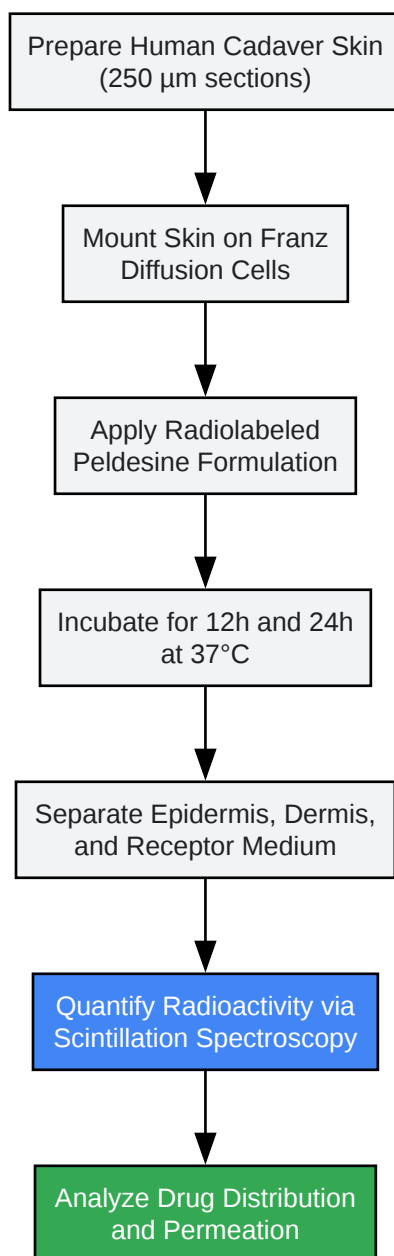 Prepare Human Cadaver Skin
(250 µm sections)
Mount Skin on Franz
Diffusion Cells
Apply Radiolabeled
Peldesine Formulation
Incubate for 12h and 24h
at 37°C
Separate Epidermis, Dermis,
and Receptor Medium
Quantify Radioactivity via
Scintillation Spectroscopy
Analyze Drug Distribution
and Permeation